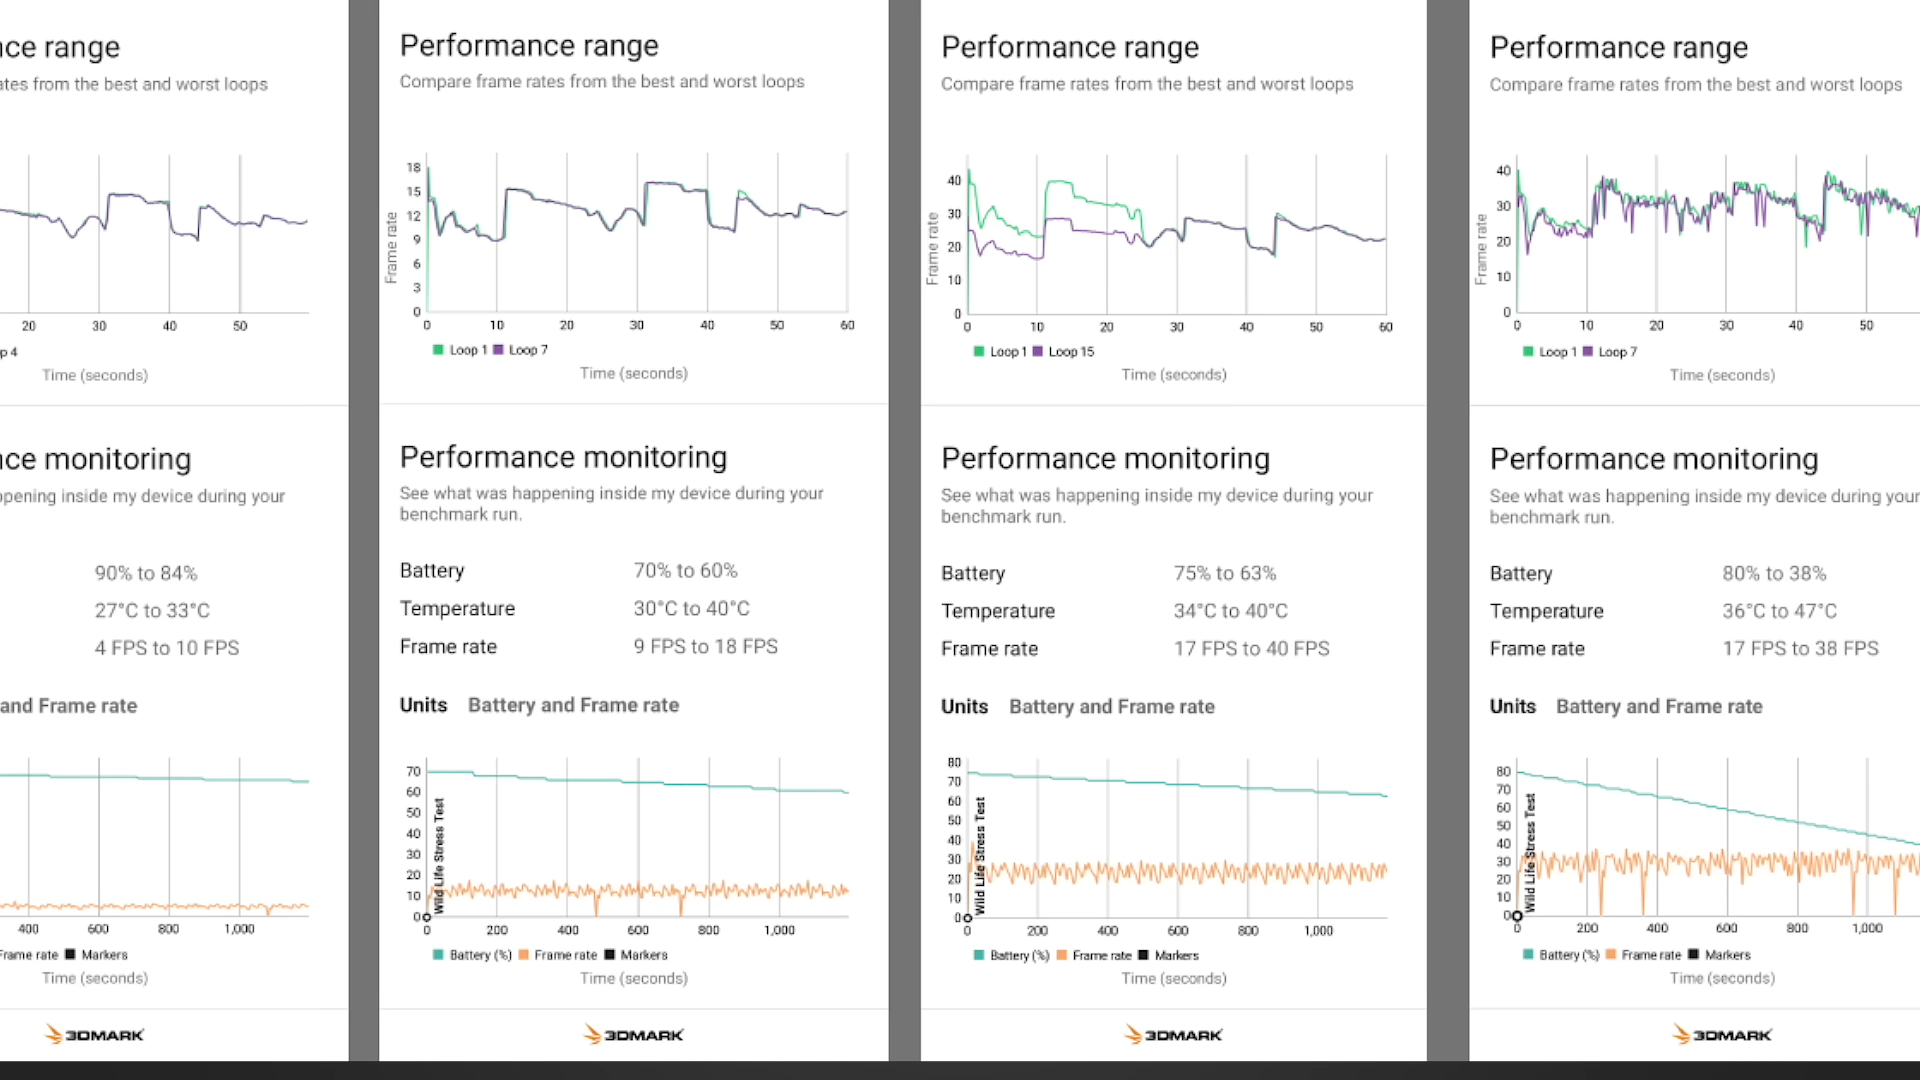 nce range
ates from the best and worst loops
20 30 40 50
p 4
Time (seconds)
nce monitoring
ppening inside my device during your
90% to 84%
27°C to 33°C
4 FPS to 10 FPS
and Frame rate
400 600 800 1,000
Frame rate Markers
Time (seconds)
3DMARK
Performance range
Compare frame rates from the best and worst loops
Frame rate
18
15
12
9
6
3
0
0 10 20 30 40 50 60
Loop 1 Loop 7
Time (seconds)
Performance monitoring
See what was happening inside my device during your
benchmark run.
Battery 70% to 60%
Temperature 30°C to 40°C
Frame rate 9 FPS to 18 FPS
Units Battery and Frame rate
70
60
50
40
30
20
10
0
Wild Life Stress Test
0 200 400 600 800 1,000
Battery (%) Frame rate Markers
Time (seconds)
3DMARK
Performance range
Compare frame rates from the best and worst loops
Frame rate
40
30
20
10
0
0 10 20 30 40 50 60
Loop 1 Loop 15
Time (seconds)
Performance monitoring
See what was happening inside my device during your
benchmark run.
Battery 75% to 63%
Temperature 34°C to 40°C
Frame rate 17 FPS to 40 FPS
Units Battery and Frame rate
80
70
60
50
40
30
20
10
0
Wild Life Stress Test
0 200 400 600 800 1,000
Battery (%) Frame rate Markers
Time (seconds)
3DMARK
Performance range
Compare frame rates from the best and worst loops
Frame rate
40
30
20
10
0
0 10 20 30 40 50
Loop 1 Loop 7
Time (seconds)
Performance monitoring
See what was happening inside my device during your
benchmark run.
Battery 80% to 38%
Temperature 36°C to 47°C
Frame rate 17 FPS to 38 FPS
Units Battery and Frame rate
80
70
60
50
40
30
20
10
0
Wild Life Stress Test
0 200 400 600 800 1,000
Battery (%) Frame rate Markers
Time (seconds)
3DMARK